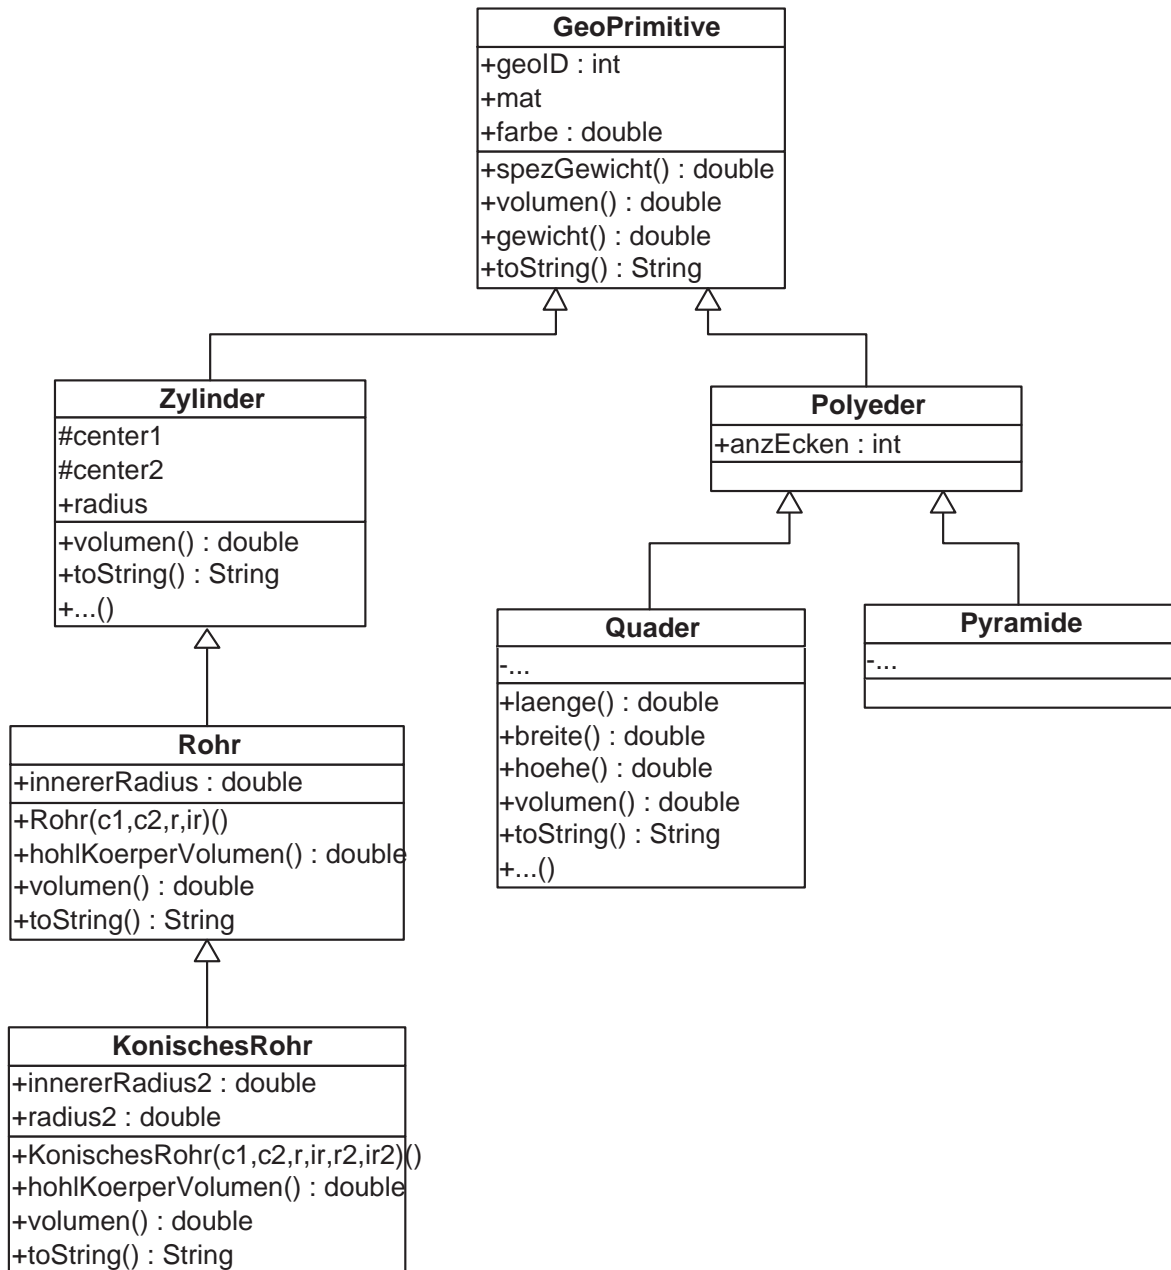 GeoPrimitive
+geoID : int
+mat
+farbe : double
+spezGewicht() : double
+volumen() : double
+gewicht() : double
+toString() : String
Zylinder
#center1
#center2
+radius
+volumen() : double
+toString() : String
+...()
Polyeder
+anzEcken : int
Quader
-...
+laenge() : double
+breite() : double
+hoehe() : double
+volumen() : double
+toString() : String
+...()
Pyramide
-...
Rohr
+innererRadius : double
+Rohr(c1,c2,r,ir)()
+hohlKoerperVolumen() : double
+volumen() : double
+toString() : String
KonischesRohr
+innererRadius2 : double
+radius2 : double
+KonischesRohr(c1,c2,r,ir,r2,ir2)()
+hohlKoerperVolumen() : double
+volumen() : double
+toString() : String